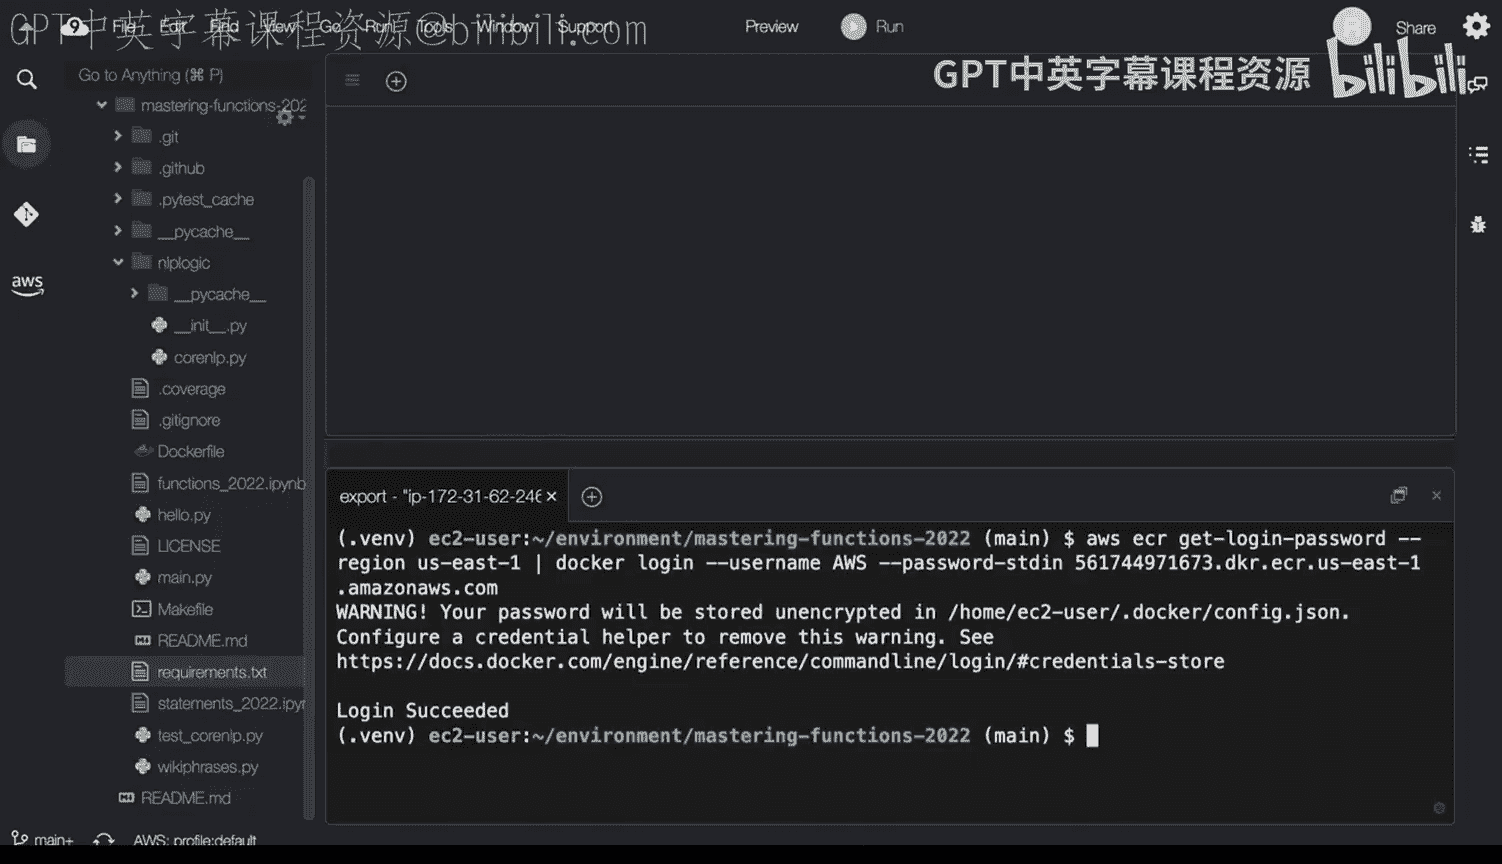 GPT中英字幕课程资源@bilibili.com
File Edit Find View Go Run Tools Window Support Preview Run Share
GPT中英字幕课程资源 bilibili
Go to Anything (⌘ P)
mastering-functions-202
.git
.github
.pytest_cache
__pycache__
nlplogic
__pycache__
__init__.py
corenlp.py
.coverage
.gitignore
Dockerfile
functions_2022.ipynb
hello.py
LICENSE
main.py
Makefile
README.md
requirements.txt
statements_2022.ipyn
test_corenlp.py
wikiphrases.py
README.md
aws
export - "ip-172-31-62-246
(.venv) ec2-user:~/environment/mastering-functions-2022 (main) $ aws ecr get-login-password --
region us-east-1 | docker login --username AWS --password-stdin 561744971673.dkr.ecr.us-east-1
.amazonaws.com
WARNING! Your password will be stored unencrypted in /home/ec2-user/.docker/config.json.
Configure a credential helper to remove this warning. See
https://docs.docker.com/engine/reference/commandline/login/#credentials-store
Login Succeeded
(.venv) ec2-user:~/environment/mastering-functions-2022 (main) $
main+ AWS: profile:default